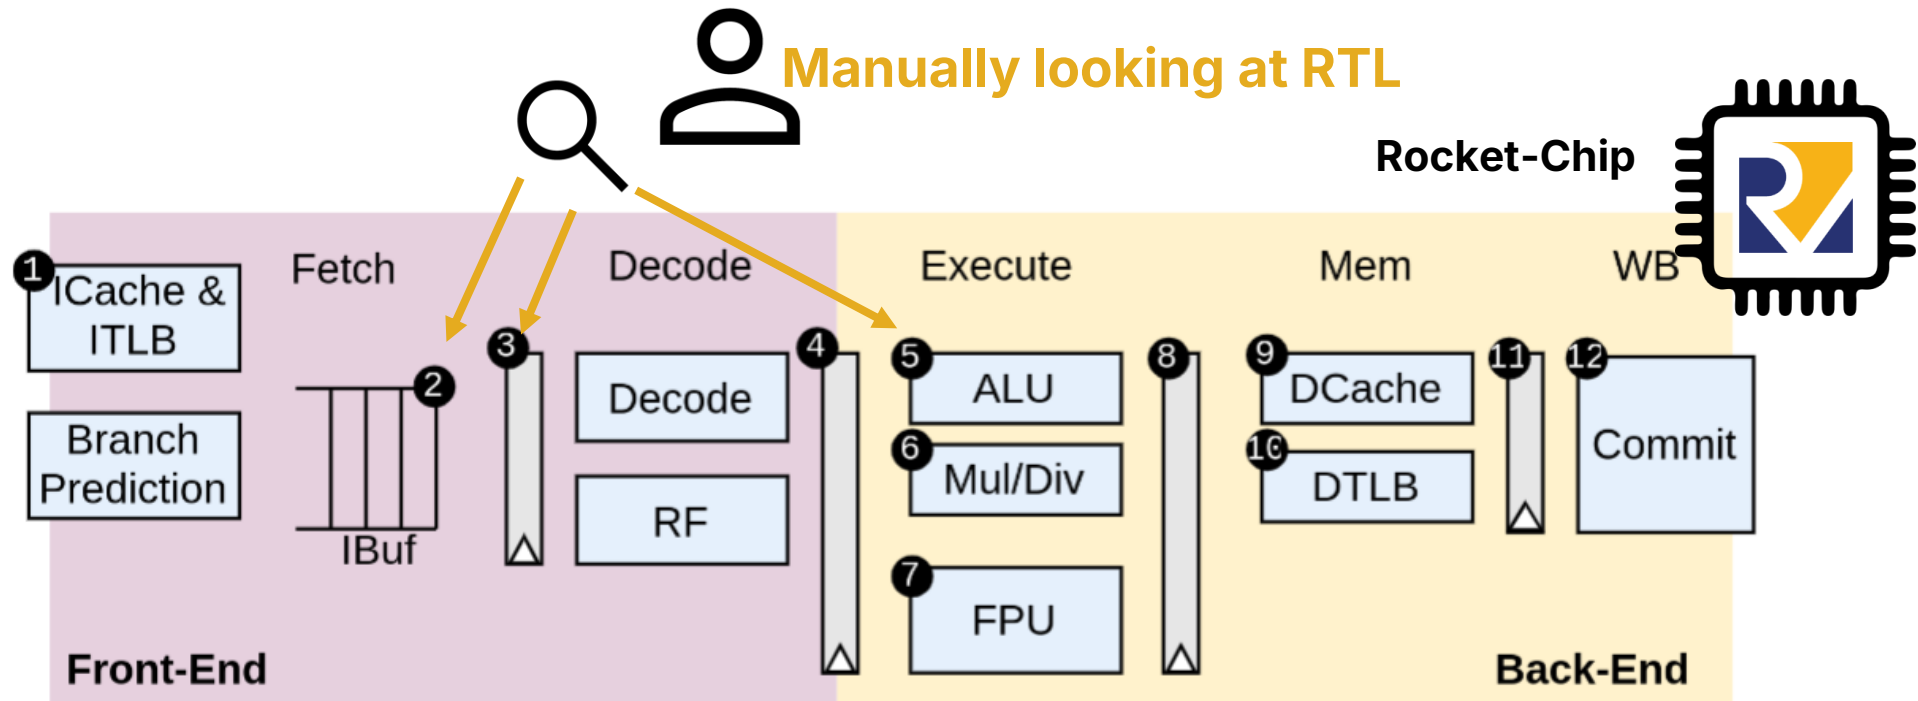 Manually looking at RTL
Rocket-Chip
Fetch
Decode
Execute
Mem
WB
1
ICache &
ITLB
Branch
Prediction
2
IBuf
3
Decode
RF
4
5
ALU
6
Mul/Div
7
FPU
8
9
DCache
10
DTLB
11
12
Commit
Front-End
Back-End